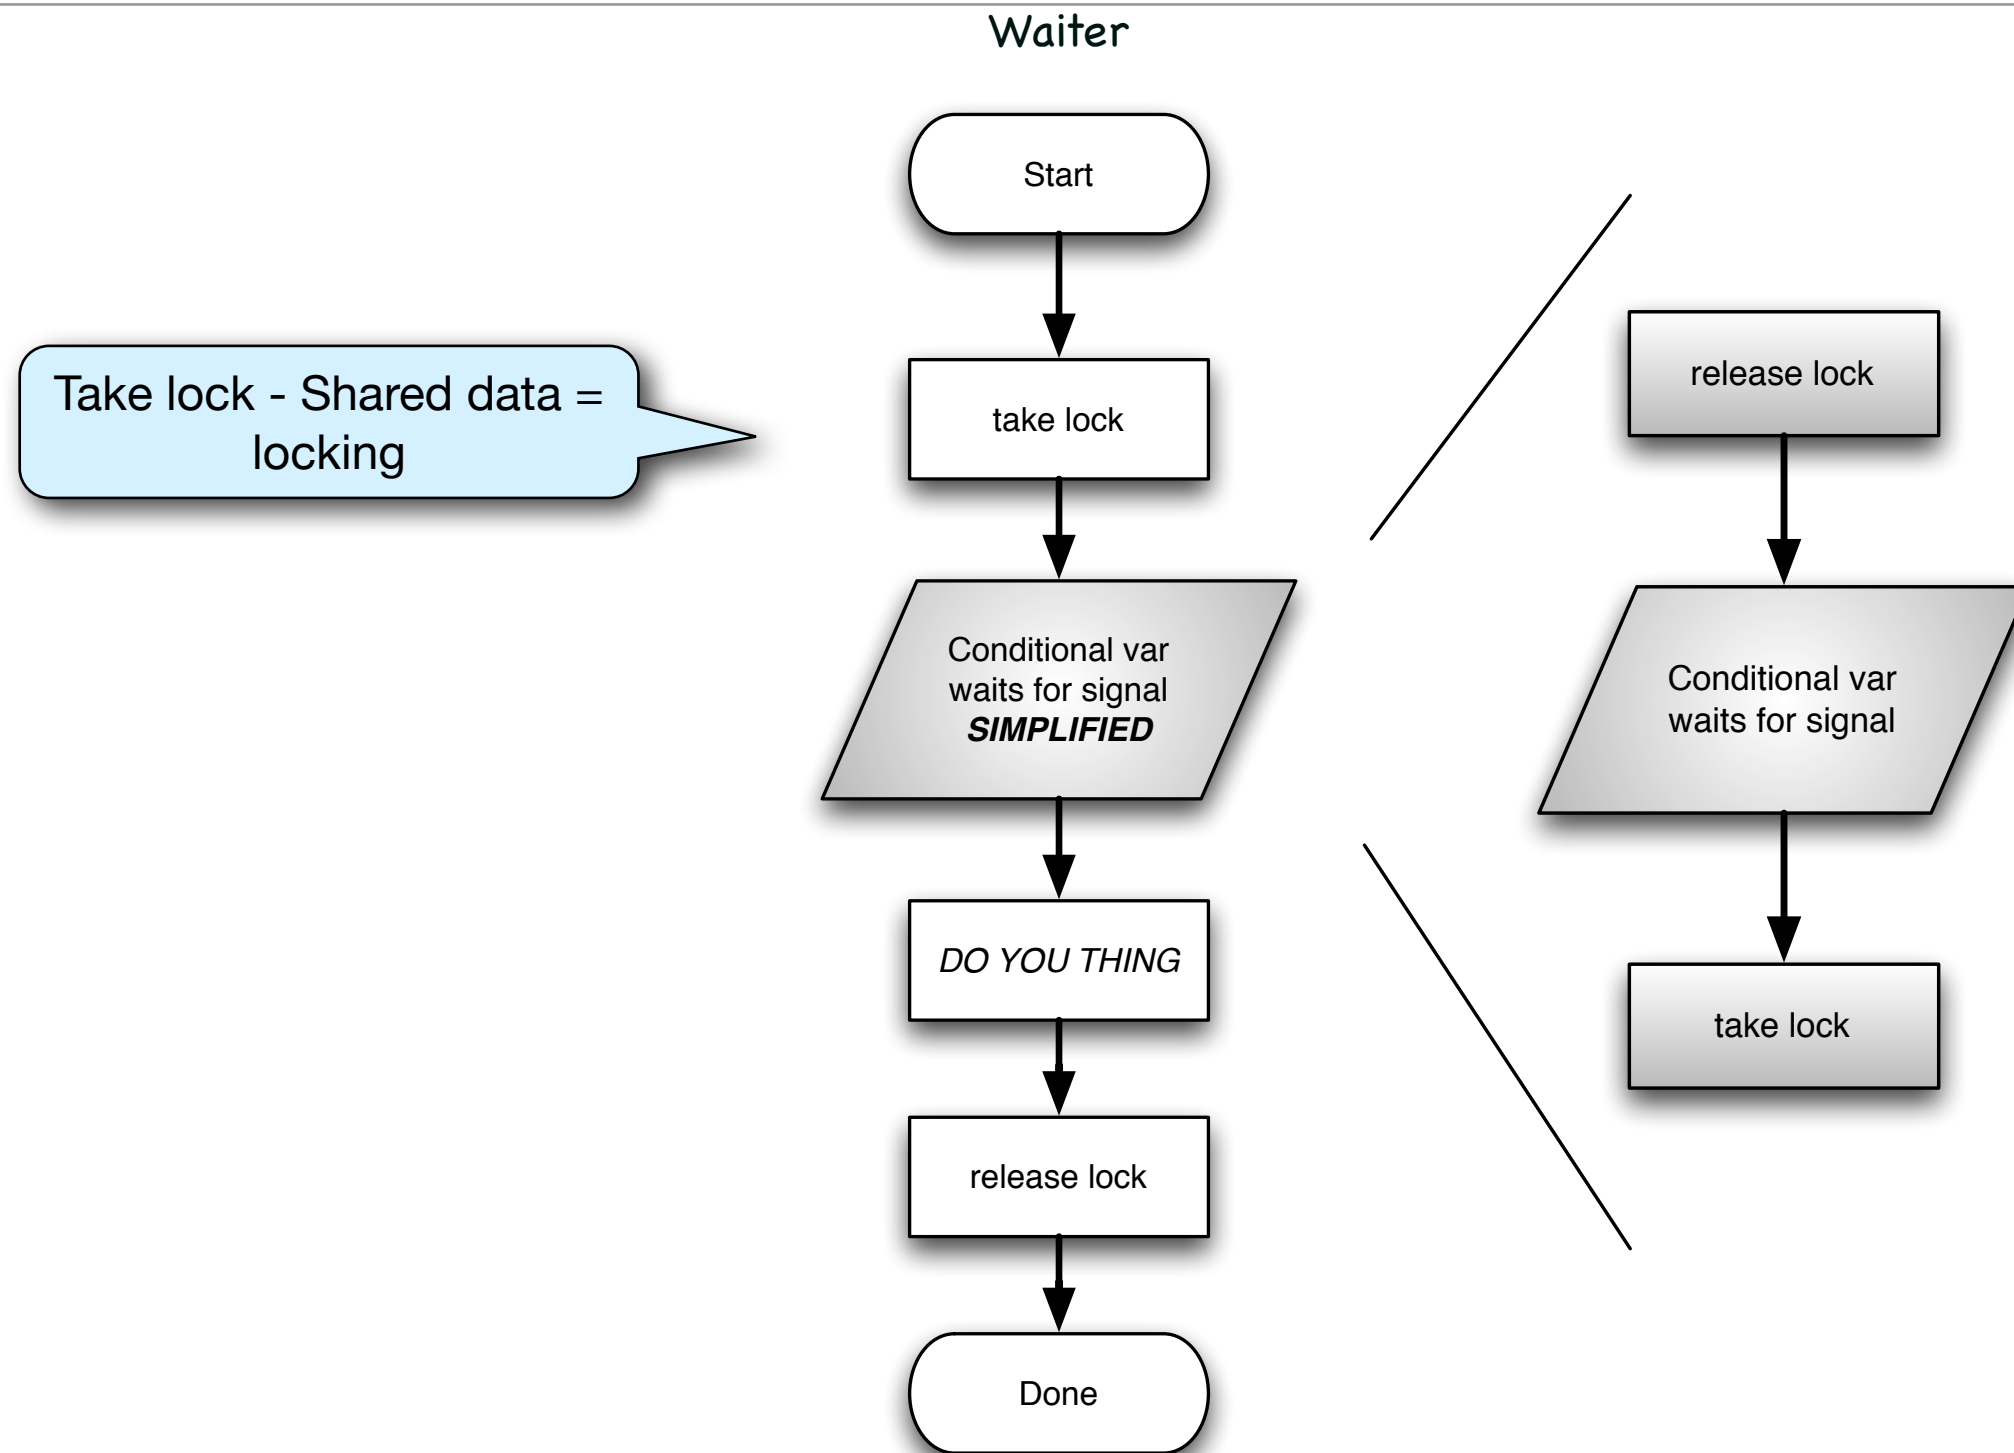 Waiter
Start
Take lock - Shared data =
locking
take lock
Conditional var
waits for signal
SIMPLIFIED
DO YOU THING
release lock
Done
release lock
Conditional var
waits for signal
take lock